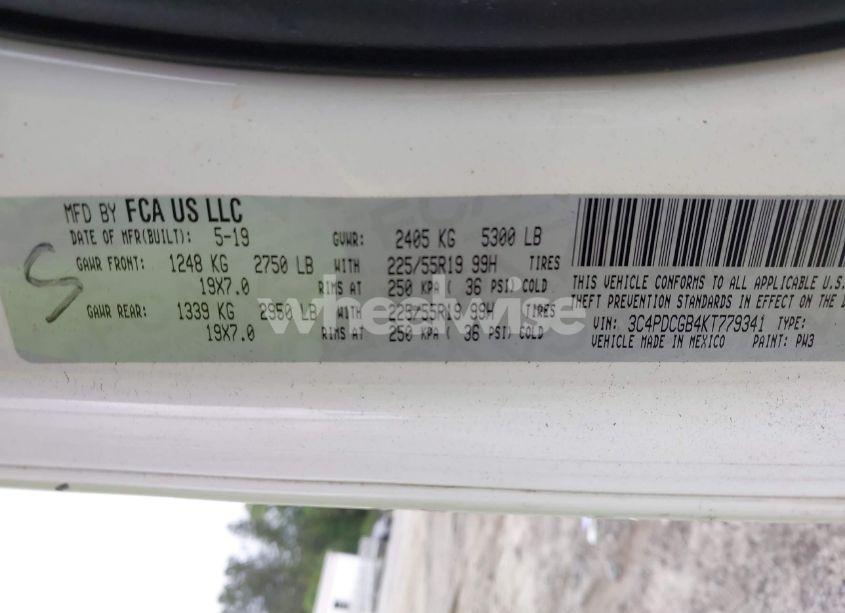 MFD BY FCA US LLC
DATE OF MFR(BUILT): 5-19 GVWR: 2405 KG 5300 LB
GAWR FRONT: 1248 KG 2750 LB WITH 225/55R19 99H TIRES
19X7.0 RIMS AT 250 KPA ( 36 PSI) COLD
GAWR REAR: 1339 KG 2950 LB WITH 225/55R19 99H TIRES
19X7.0 RIMS AT 250 KPA ( 36 PSI) COLD
THIS VEHICLE CONFORMS TO ALL APPLICABLE U.S.
THEFT PREVENTION STANDARDS IN EFFECT ON THE D
VIN: 3C4PDCGB4KT779341 TYPE:
VEHICLE MADE IN MEXICO PAINT: PW3
wheelwise
S